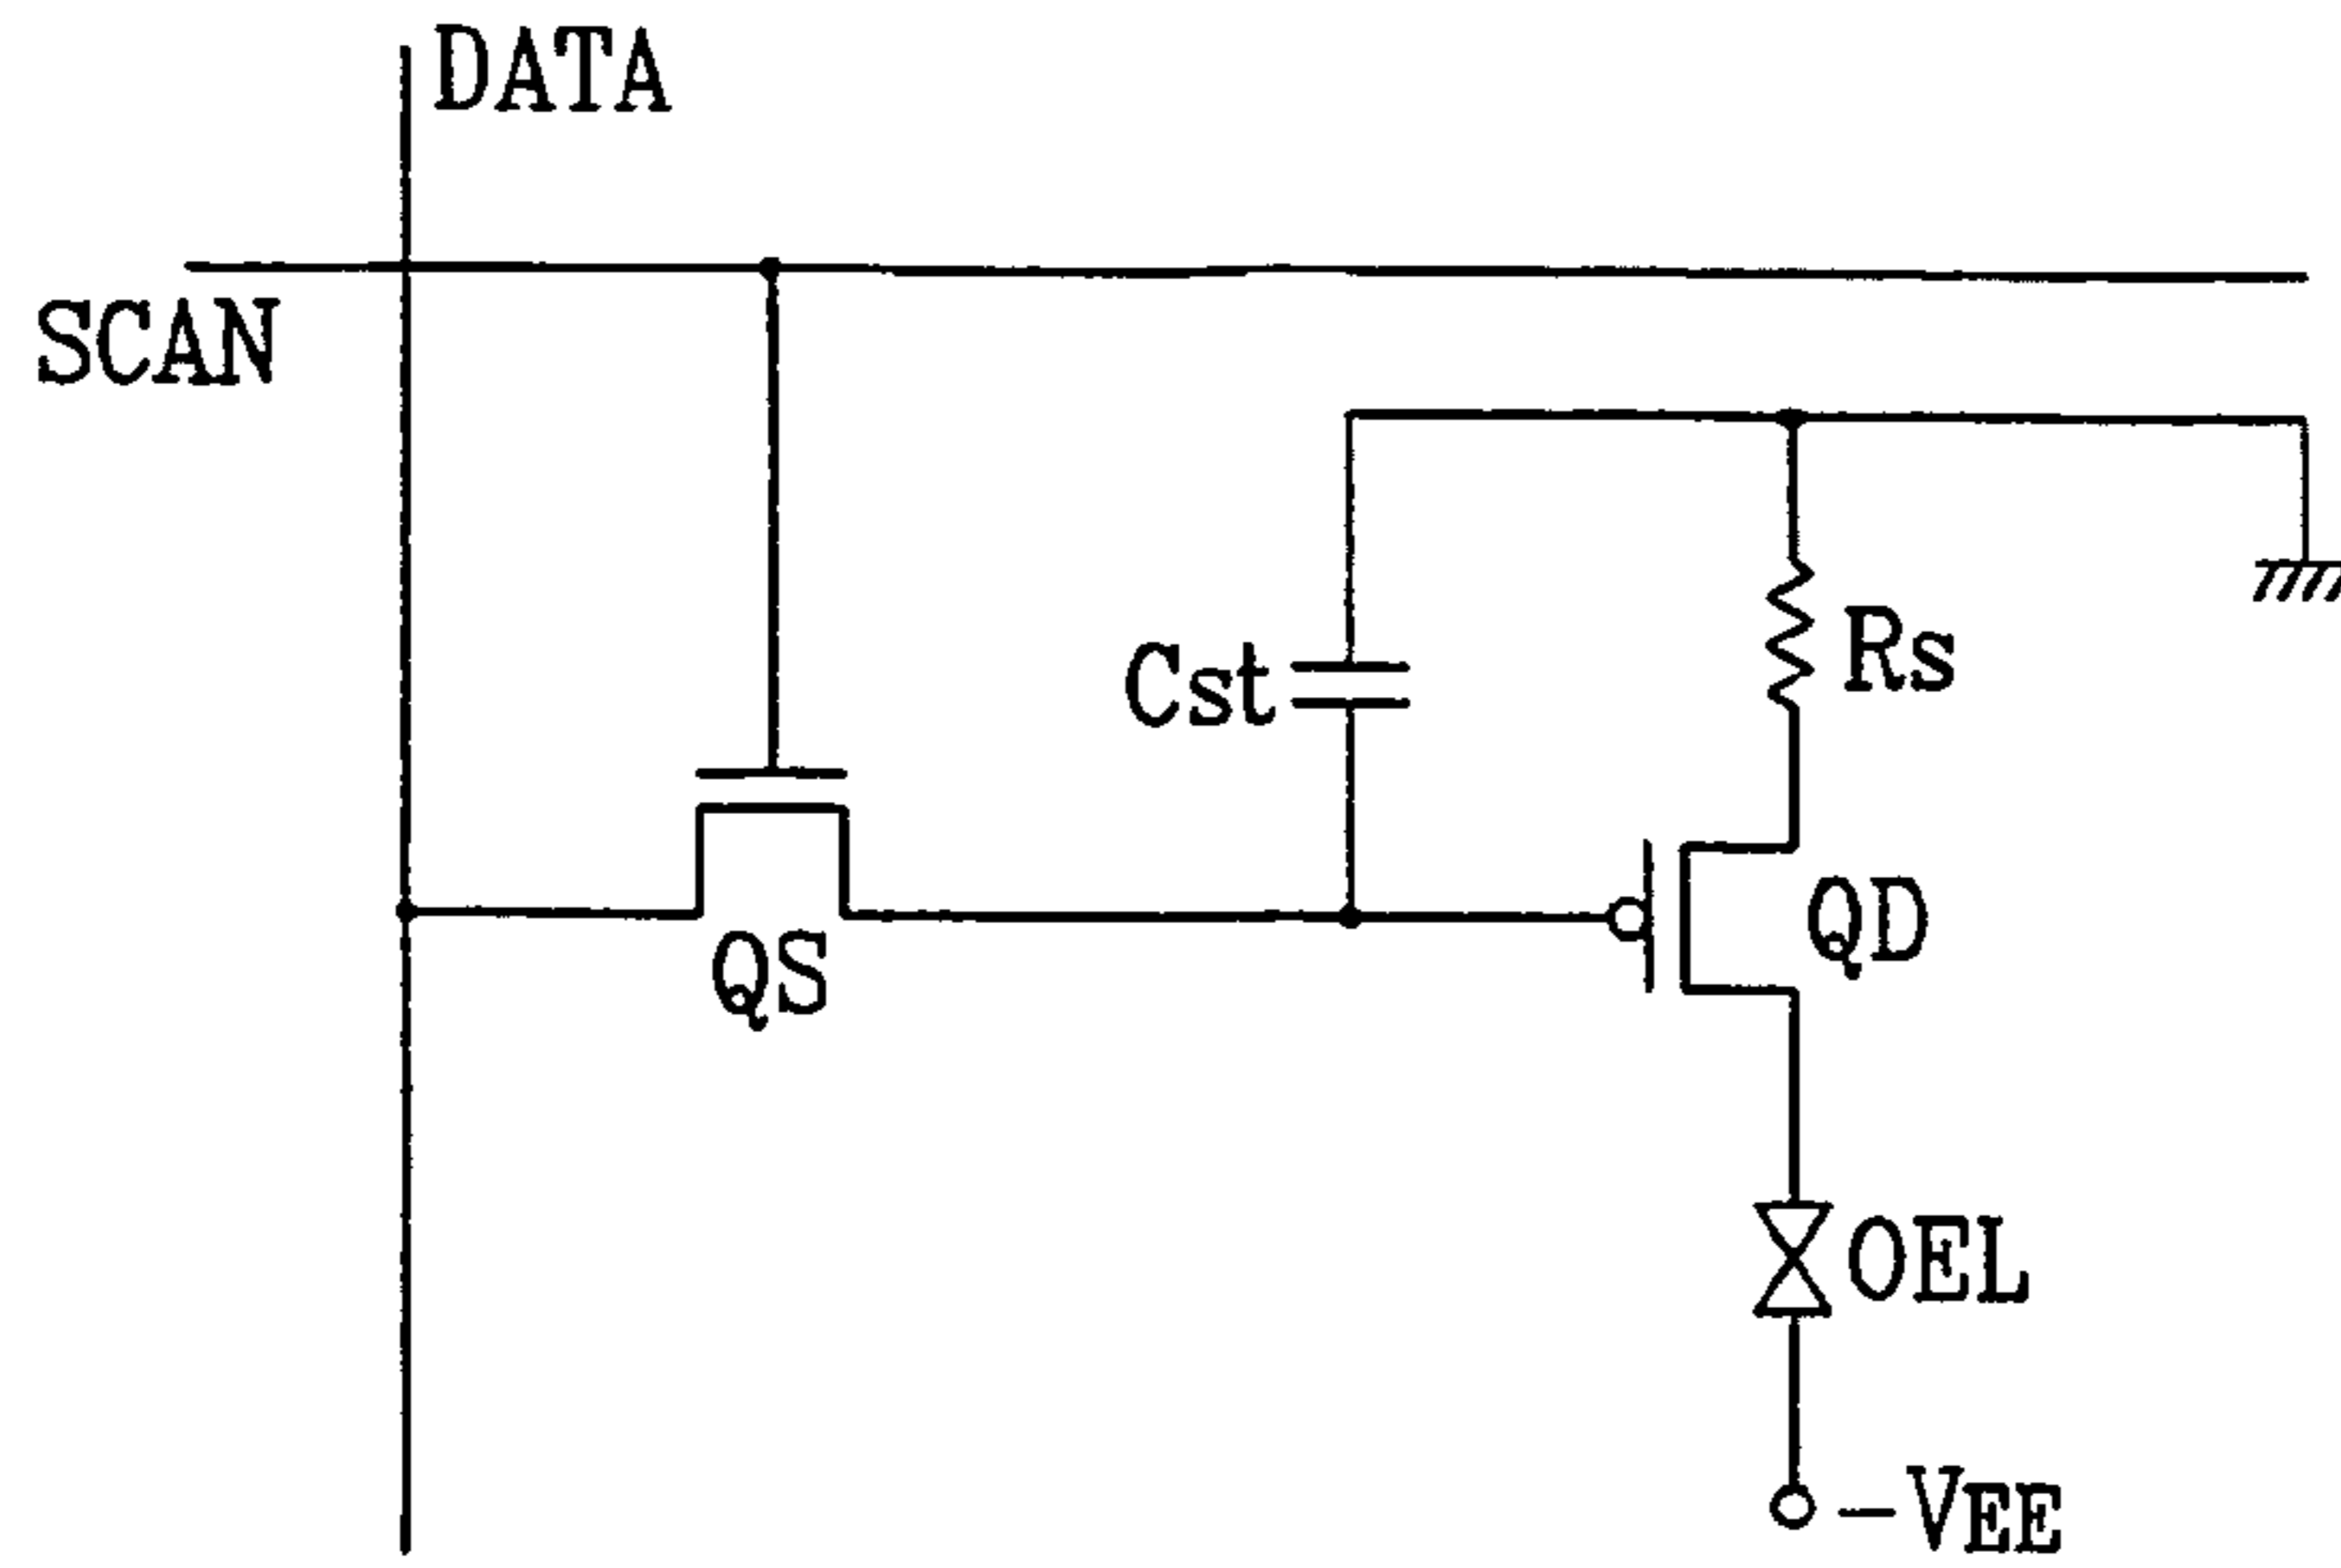 DATA
SCAN
Cst
Rs
QD
QS
OEL
-VEE